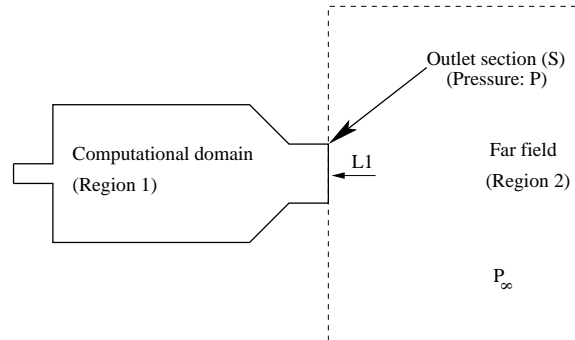 Outlet section (S)
(Pressure: P)
Computational domain
(Region 1)
L1
Far field
(Region 2)
P∞